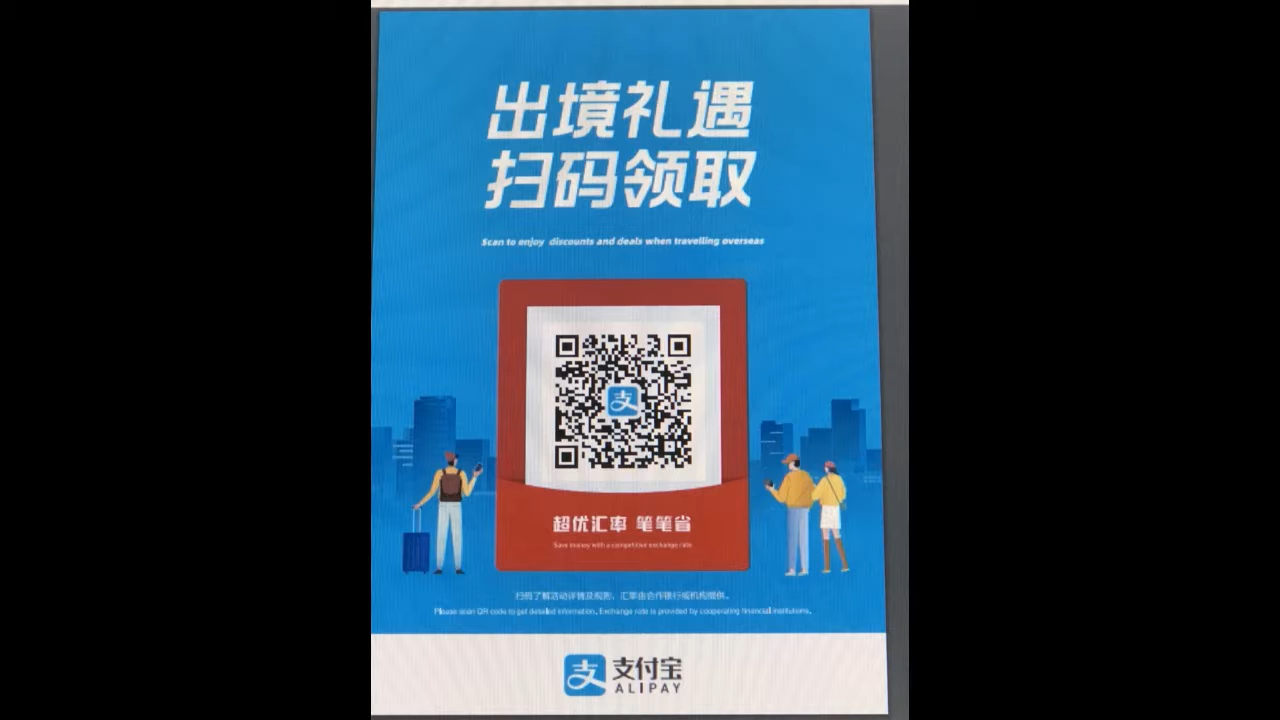 出境礼遇
扫码领取
Scan to enjoy discounts and deals when travelling overseas
支
超优汇率 笔笔省
Save money with a competitive exchange rate
扫码了解活动详情及规则，汇率由合作银行或机构提供。
Please scan QR code to get detailed information. Exchange rate is provided by cooperating financial institutions.
支 支付宝
ALIPAY